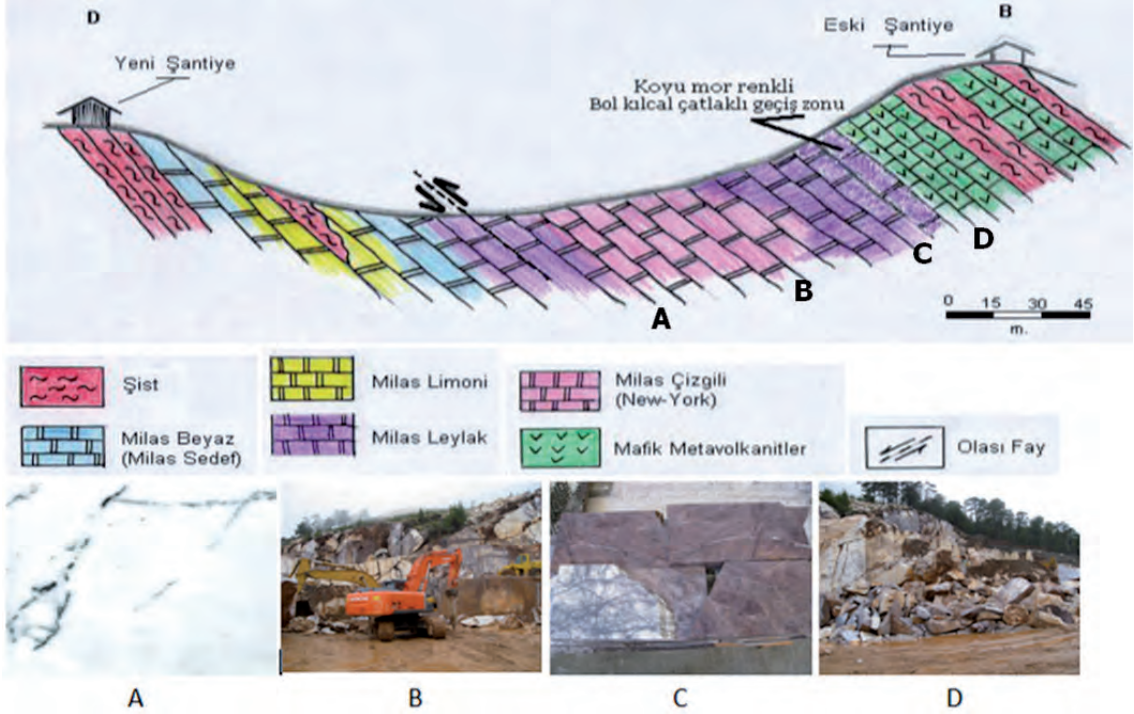 D
B
Eski Şantiye
Yeni Şantiye
Koyu mor renkli
Bol kılcal çatlaklı geçiş zonu
D
C
B
A
0 15 30 45
m.
Şist
Milas Limoni
Milas Çizgili
(New-York)
Milas Beyaz
(Milas Sedef)
Milas Leylak
Mafik Metavolkanitler
Olası Fay
A
B
C
D